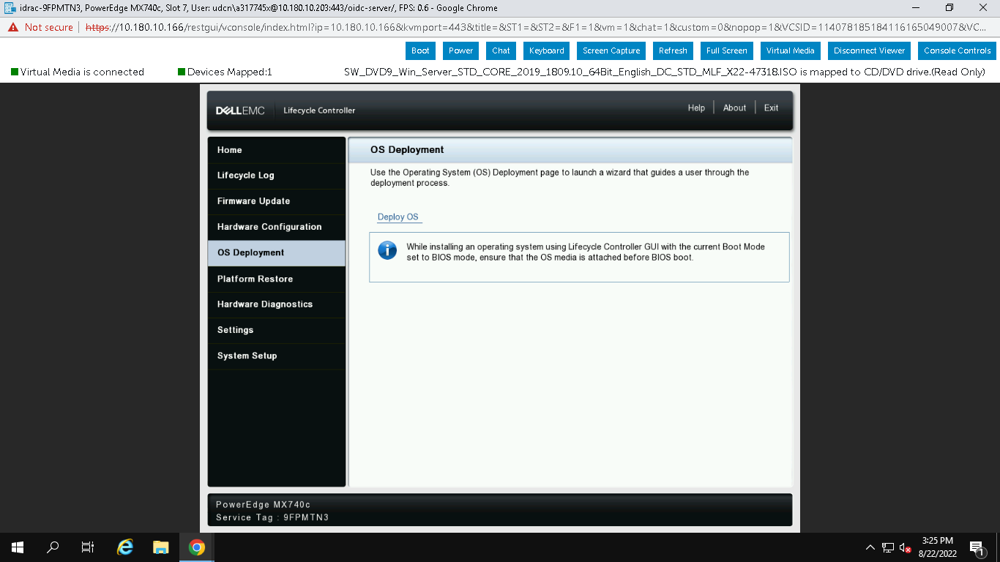 idrac-9FPMTN3, PowerEdge MX740c, Slot 7, User: udcn\a317745x@10.180.10.203:443/oidc-server/, FPS: 0.6 - Google Chrome
Not secure https://10.180.10.166/restgui/vconsole/index.html?ip=10.180.10.166&kvmport=443&title=&ST1=&ST2=&F1=1&vm=1&chat=1&custom=0&nopop=1&VCSID=114078185184116165049007&VC...
Boot Power Chat Keyboard Screen Capture Refresh Full Screen Virtual Media Disconnect Viewer Console Controls
Virtual Media is connected Devices Mapped:1 SW_DVD9_Win_Server_STD_CORE_2019_1809.10_64Bit_English_DC_STD_MLF_X22-47318.ISO is mapped to CD/DVD drive.(Read Only)
DELLEMC Lifecycle Controller Help About Exit
Home
Lifecycle Log
Firmware Update
Hardware Configuration
OS Deployment
Platform Restore
Hardware Diagnostics
Settings
System Setup
OS Deployment
Use the Operating System (OS) Deployment page to launch a wizard that guides a user through the
deployment process.
Deploy OS
While installing an operating system using Lifecycle Controller GUI with the current Boot Mode
set to BIOS mode, ensure that the OS media is attached before BIOS boot.
PowerEdge MX740c
Service Tag : 9FPMTN3
3:25 PM
8/22/2022
1